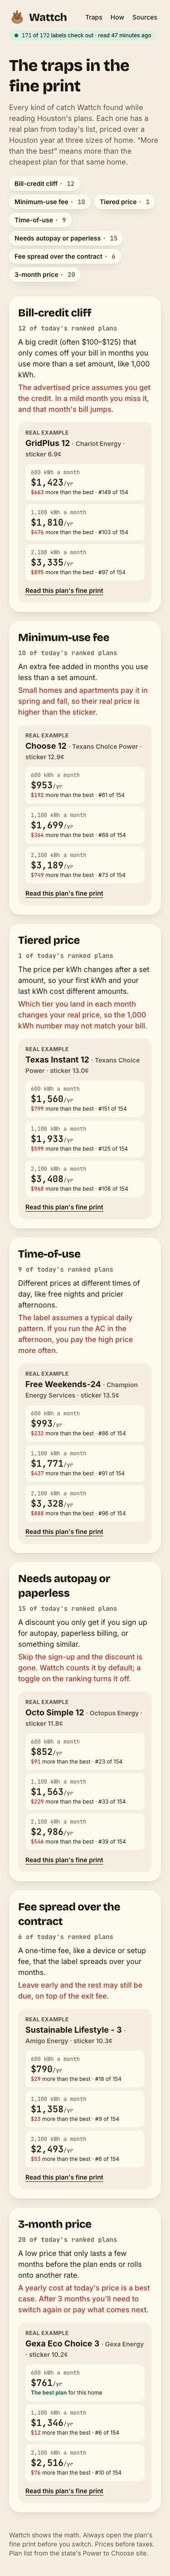 Wattch
Traps How Sources
171 of 172 labels check out · read 47 minutes ago
The traps in the
fine print
Every kind of catch Wattch found while
reading Houston's plans. Each one has a
real plan from today's list, priced over a
Houston year at three sizes of home. "More
than the best" means more than the
cheapest plan for that same home.
Bill-credit cliff · 12
Minimum-use fee · 10 Tiered price · 1
Time-of-use · 9
Needs autopay or paperless · 15
Fee spread over the contract · 6
3-month price · 20
Bill-credit cliff
12 of today's ranked plans
A big credit (often $100–$125) that
only comes off your bill in months you
use more than a set amount, like 1,000
kWh.
The advertised price assumes you get
the credit. In a mild month you miss it,
and that month's bill jumps.
REAL EXAMPLE
GridPlus 12 · Chariot Energy ·
sticker 6.9¢
600 kWh a month
$1,423/yr
$663 more than the best · #149 of 154
1,100 kWh a month
$1,810/yr
$476 more than the best · #103 of 154
2,100 kWh a month
$3,335/yr
$895 more than the best · #97 of 154
Read this plan's fine print
Minimum-use fee
10 of today's ranked plans
An extra fee added in months you use
less than a set amount.
Small homes and apartments pay it in
spring and fall, so their real price is
higher than the sticker.
REAL EXAMPLE
Choose 12 · Texans Choice Power ·
sticker 12.9¢
600 kWh a month
$953/yr
$192 more than the best · #61 of 154
1,100 kWh a month
$1,699/yr
$364 more than the best · #68 of 154
2,100 kWh a month
$3,189/yr
$749 more than the best · #73 of 154
Read this plan's fine print
Tiered price
1 of today's ranked plans
The price per kWh changes after a set
amount, so your first kWh and your
last kWh cost different amounts.
Which tier you land in each month
changes your real price, so the 1,000
kWh number may not match your bill.
REAL EXAMPLE
Texas Instant 12 · Texans Choice
Power · sticker 13.0¢
600 kWh a month
$1,560/yr
$799 more than the best · #151 of 154
1,100 kWh a month
$1,933/yr
$599 more than the best · #125 of 154
2,100 kWh a month
$3,408/yr
$968 more than the best · #108 of 154
Read this plan's fine print
Time-of-use
9 of today's ranked plans
Different prices at different times of
day, like free nights and pricier
afternoons.
The label assumes a typical daily
pattern. If you run the AC in the
afternoon, you pay the high price
more often.
REAL EXAMPLE
Free Weekends-24 · Champion
Energy Services · sticker 13.5¢
600 kWh a month
$993/yr
$232 more than the best · #86 of 154
1,100 kWh a month
$1,771/yr
$437 more than the best · #91 of 154
2,100 kWh a month
$3,328/yr
$888 more than the best · #96 of 154
Read this plan's fine print
Needs autopay or
paperless
15 of today's ranked plans
A discount you only get if you sign up
for autopay, paperless billing, or
something similar.
Skip the sign-up and the discount is
gone. Wattch counts it by default; a
toggle on the ranking turns it off.
REAL EXAMPLE
Octo Simple 12 · Octopus Energy ·
sticker 11.8¢
600 kWh a month
$852/yr
$91 more than the best · #23 of 154
1,100 kWh a month
$1,563/yr
$229 more than the best · #33 of 154
2,100 kWh a month
$2,986/yr
$546 more than the best · #39 of 154
Read this plan's fine print
Fee spread over the
contract
6 of today's ranked plans
A one-time fee, like a device or setup
fee, that the label spreads over your
months.
Leave early and the rest may still be
due, on top of the exit fee.
REAL EXAMPLE
Sustainable Lifestyle - 3 ·
Amigo Energy · sticker 10.3¢
600 kWh a month
$790/yr
$29 more than the best · #18 of 154
1,100 kWh a month
$1,358/yr
$23 more than the best · #9 of 154
2,100 kWh a month
$2,493/yr
$53 more than the best · #6 of 154
Read this plan's fine print
3-month price
20 of today's ranked plans
A low price that only lasts a few
months before the plan ends or rolls
onto another rate.
A yearly cost at today's price is a best
case. After 3 months you'll need to
switch again or pay what comes next.
REAL EXAMPLE
Gexa Eco Choice 3 · Gexa Energy
· sticker 10.2¢
600 kWh a month
$761/yr
The best plan for this home
1,100 kWh a month
$1,346/yr
$12 more than the best · #6 of 154
2,100 kWh a month
$2,516/yr
$76 more than the best · #10 of 154
Read this plan's fine print
Wattch shows the math. Always open the plan's
fine print before you switch. Prices before taxes.
Plan list from the state's Power to Choose site.